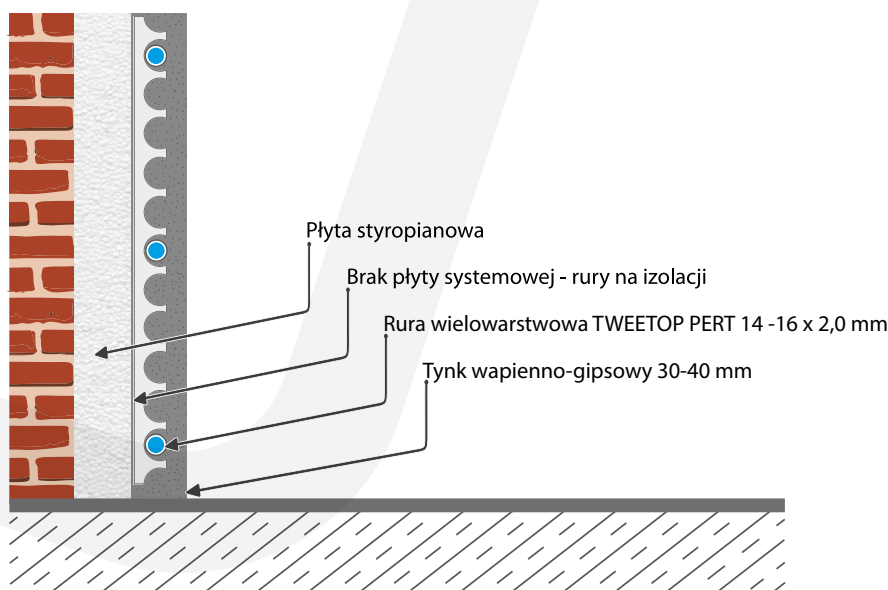 Płyta styropianowa
Brak płyty systemowej - rury na izolacji
Rura wielowarstwowa TWEETOP PERT 14 -16 x 2,0 mm
Tynk wapienno-gipsowy 30-40 mm